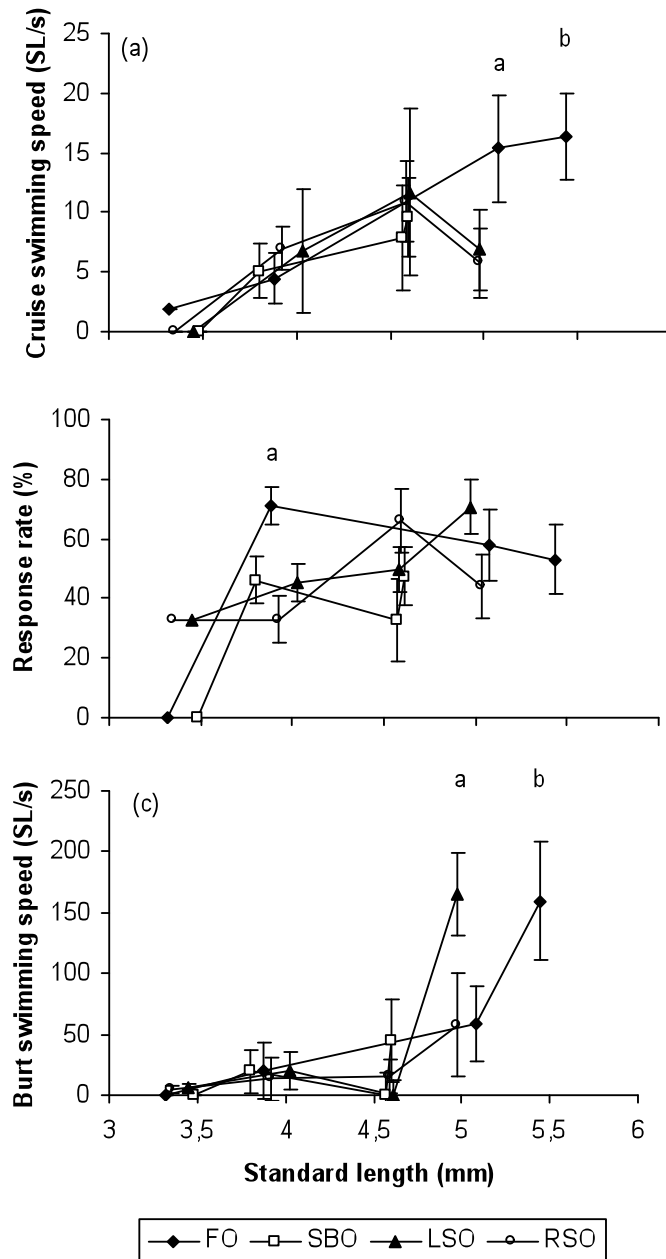 (a)
a
b
Cruise swimming speed (SL/s)
25
20
15
10
5
0
Response rate (%)
100
80
60
40
20
0
a
Burt swimming speed (SL/s)
(c)
a
b
250
200
150
100
50
0
3
3,5
4
4,5
5
5,5
6
Standard length (mm)
FO SBO LSO RSO